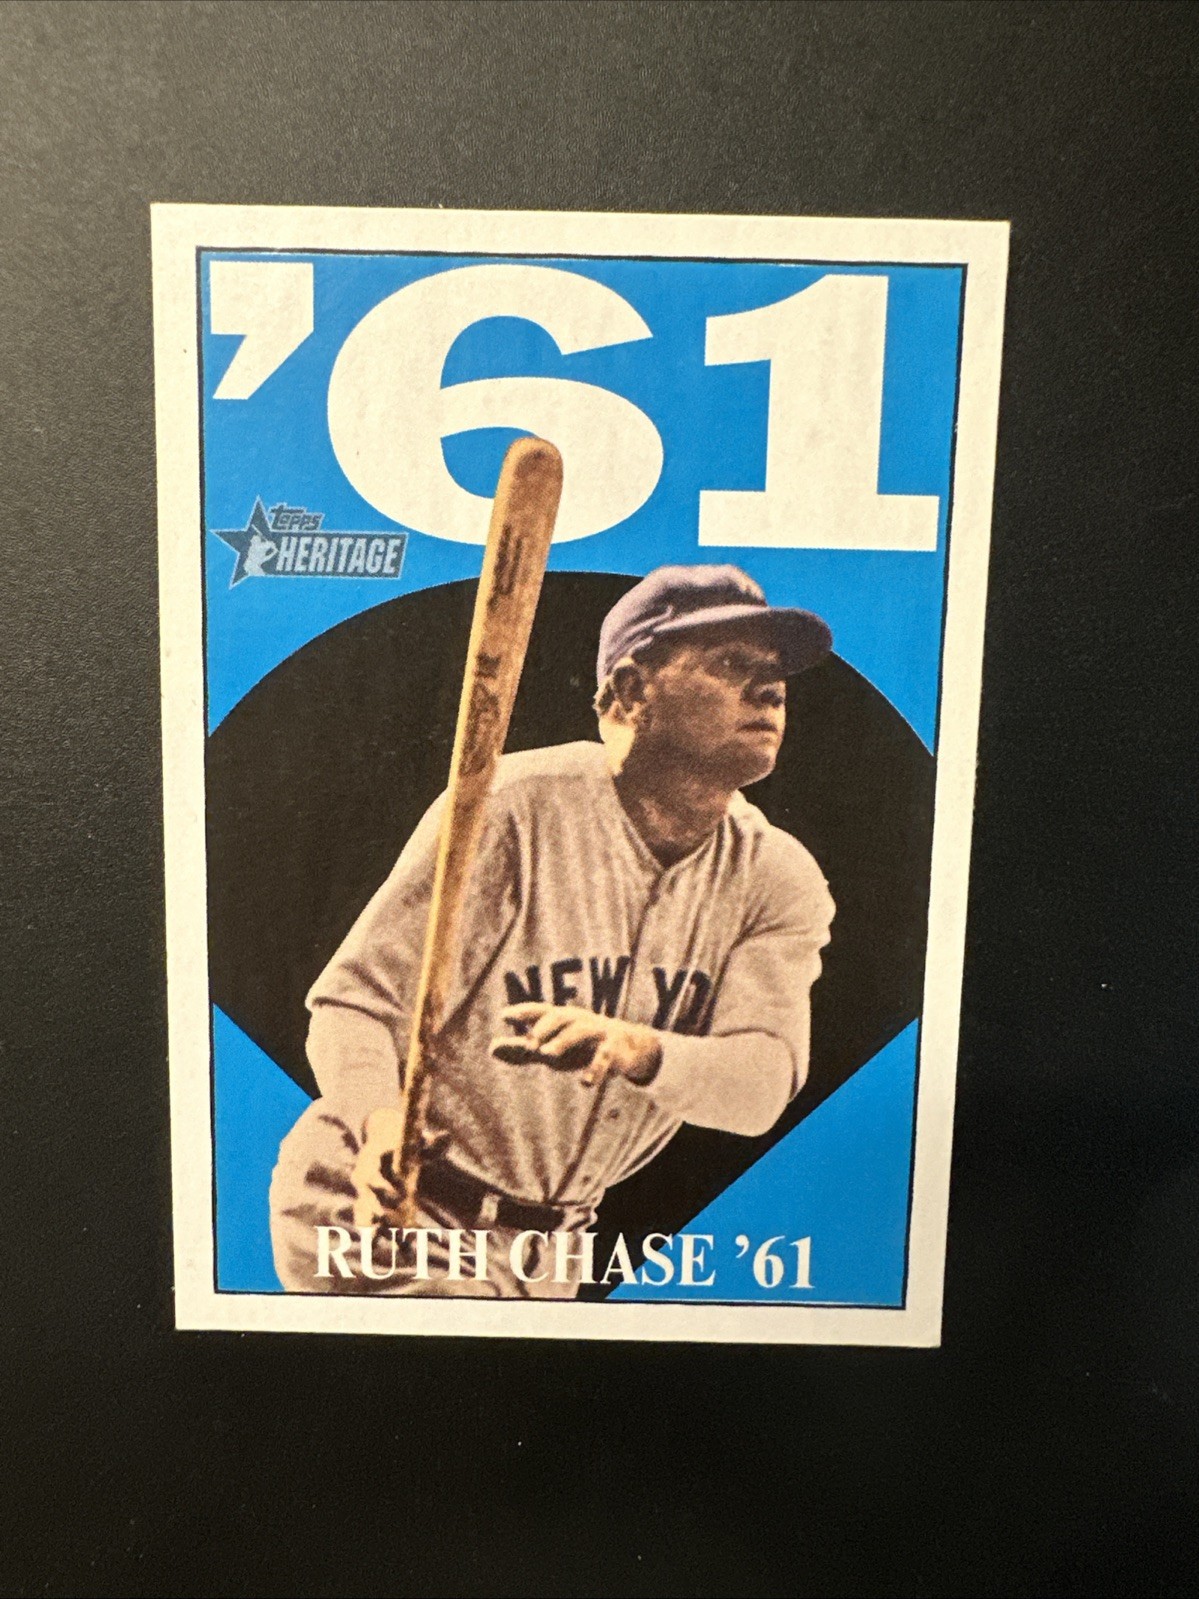 ’61
topps
HERITAGE
NEW YO
RUTH CHASE ’61